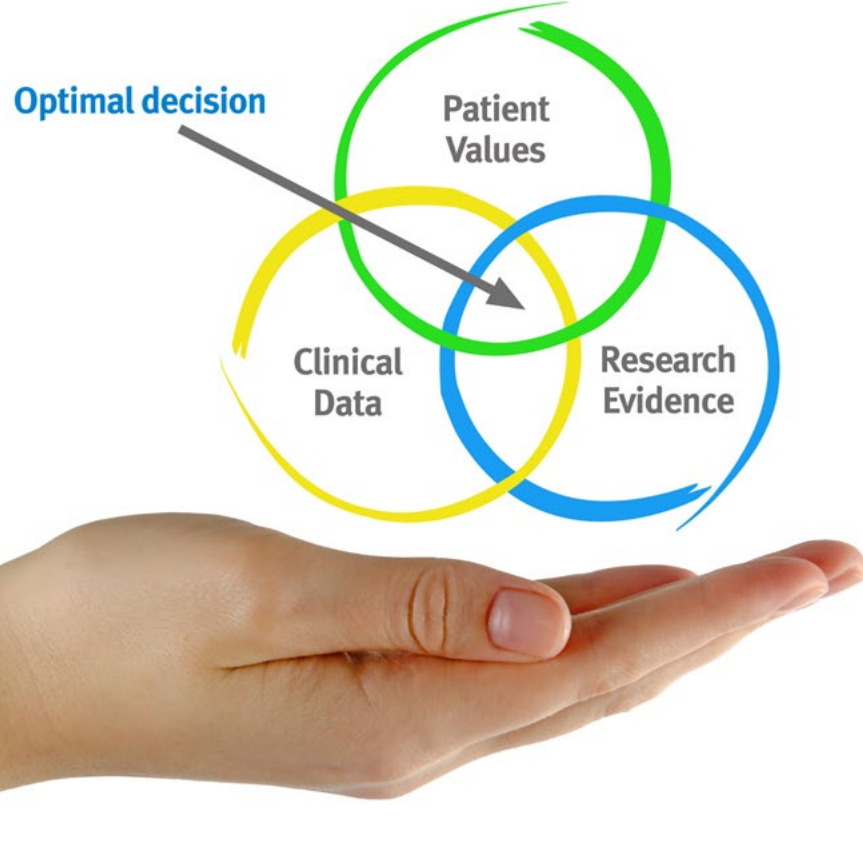 Optimal decision
Patient
Values
Clinical
Data
Research
Evidence